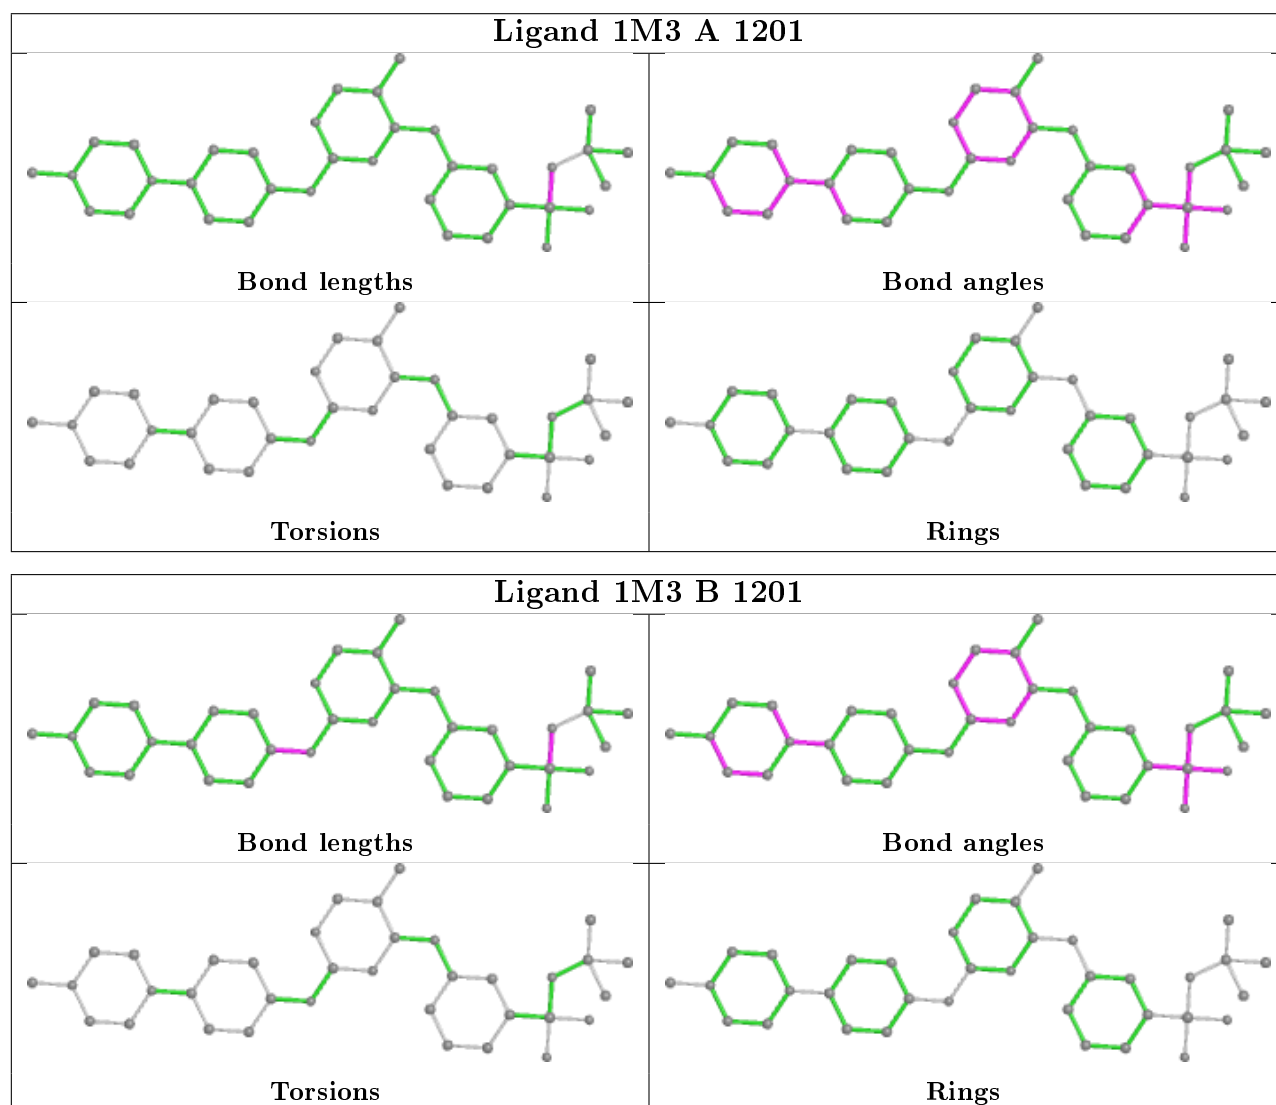 Ligand 1M3 A 1201
Bond lengths
Bond angles
Torsions
Rings
Ligand 1M3 B 1201
Bond lengths
Bond angles
Torsions
Rings